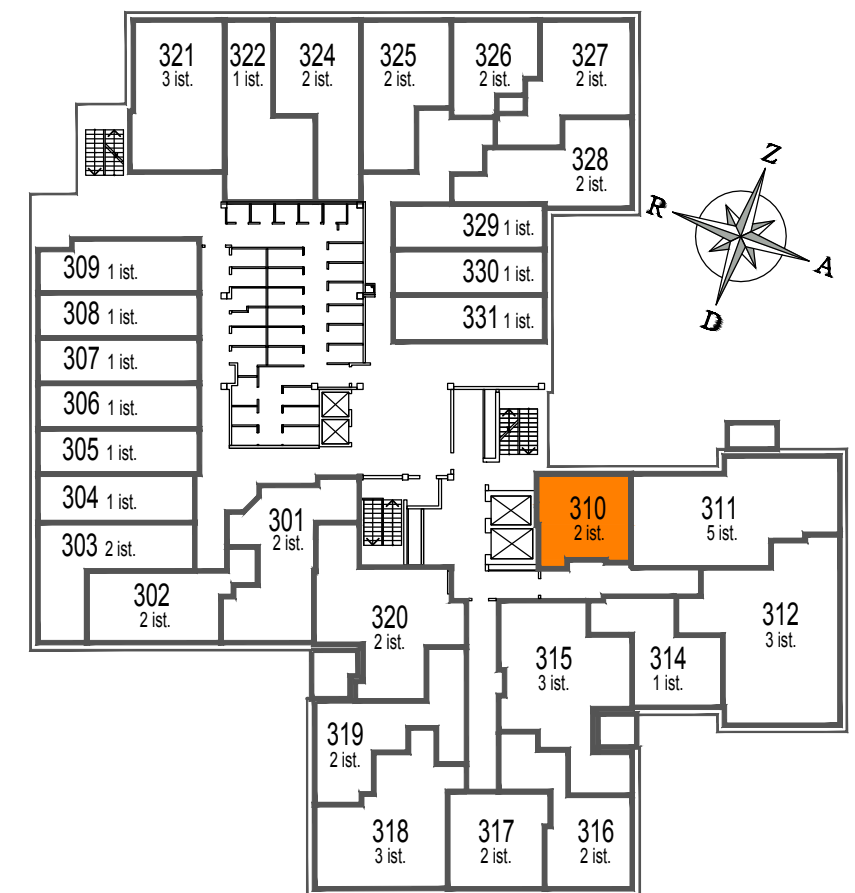 321
3 ist.
322
1 ist.
324
2 ist.
325
2 ist.
326
2 ist.
327
2 ist.
328
2 ist.
Z
R
A
D
329 1 ist.
330 1 ist.
331 1 ist.
309 1 ist.
308 1 ist.
307 1 ist.
306 1 ist.
305 1 ist.
304 1 ist.
303 2 ist.
302
2 ist.
301
2 ist.
310
2 ist.
311
5 ist.
312
3 ist.
320
2 ist.
315
3 ist.
314
1 ist.
319
2 ist.
318
3 ist.
317
2 ist.
316
2 ist.